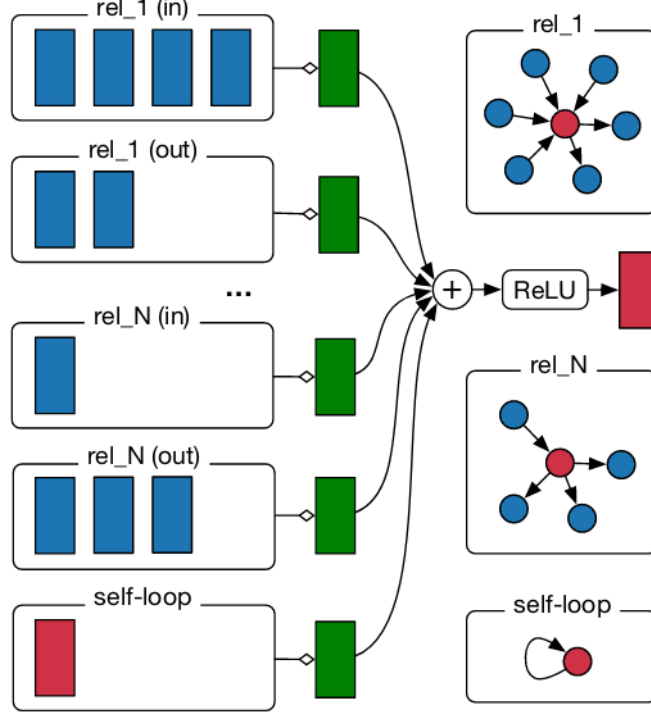 rel_1 (in)
rel_1 (out)
...
rel_N (in)
rel_N (out)
self-loop
+
ReLU
rel_1
rel_N
self-loop